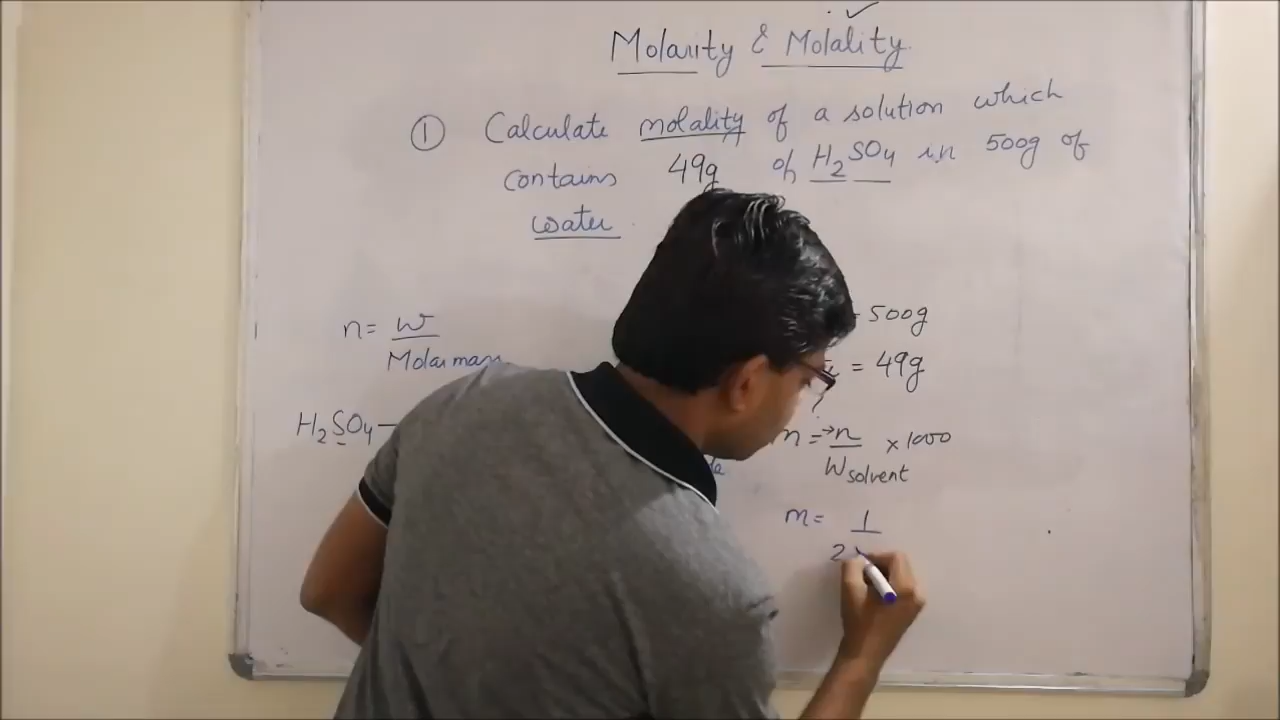 Molarity & Molality
① Calculate molality of a solution which
contains 49g of H₂SO₄ in 500g of
water.
n = w
Molar mass
H₂SO₄ –
500g
= 49g
?
m = n × 1000
W solvent
m = 1
2